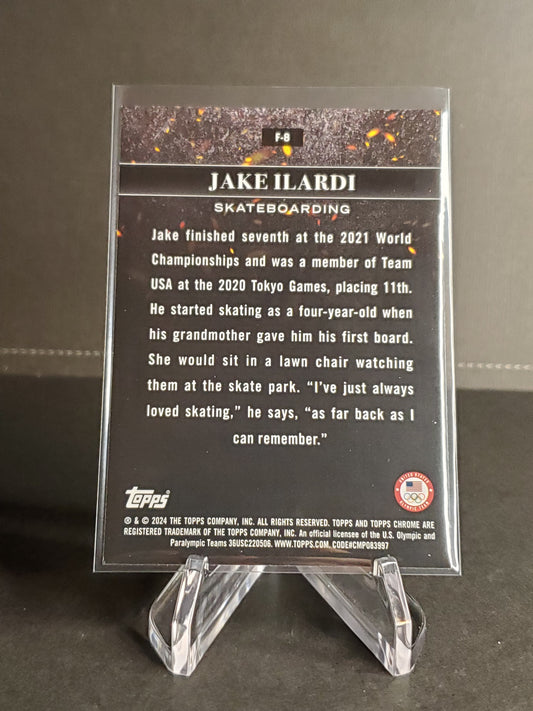 F-8
JAKE ILARDI
SKATEBOARDING
Jake finished seventh at the 2021 World
Championships and was a member of Team
USA at the 2020 Tokyo Games, placing 11th.
He started skating as a four-year-old when
his grandmother gave him his first board.
She would sit in a lawn chair watching
them at the skate park. “I’ve just always
loved skating,” he says, “as far back as I
can remember.”
topps
UNITED STATES
OLYMPIC TEAM
® & © 2024 THE TOPPS COMPANY, INC. ALL RIGHTS RESERVED. TOPPS AND TOPPS CHROME ARE
REGISTERED TRADEMARK OF THE TOPPS COMPANY, INC. An official licensee of the U.S. Olympic and
Paralympic Teams 36USC220506. WWW.TOPPS.COM. CODE#CMP083997